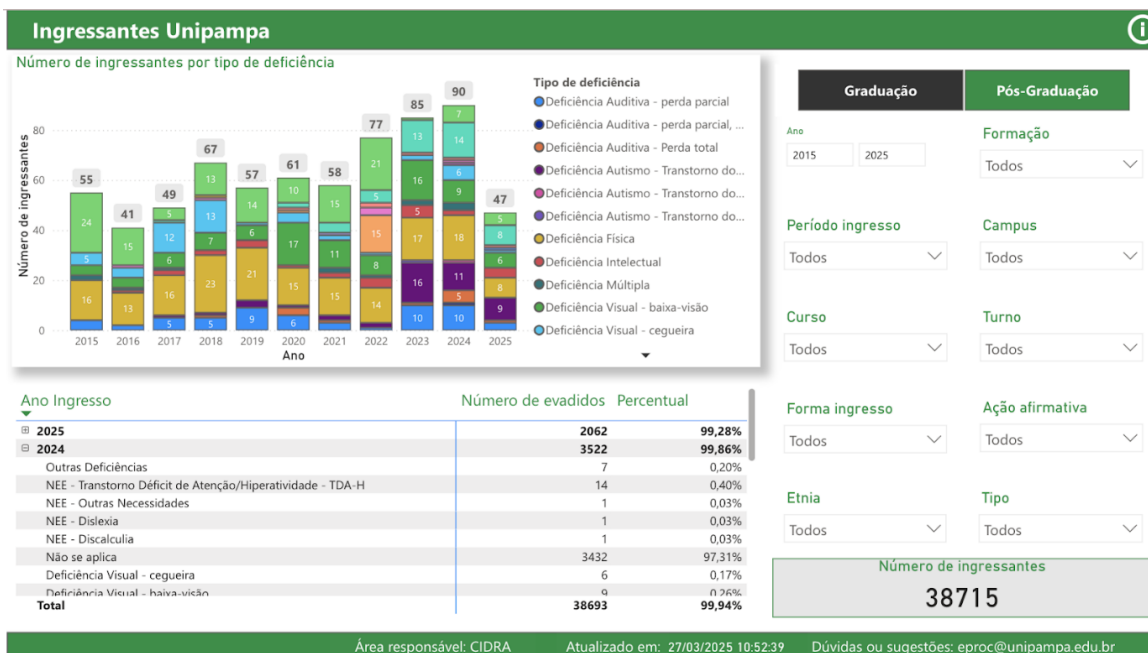 Ingressantes Unipampa
Número de ingressantes por tipo de deficiência
Número de ingressantes
80
60
40
20
0
55
24
5
16
41
15
13
49
5
12
6
16
5
67
13
13
7
23
5
57
14
6
21
9
61
10
17
15
6
58
15
11
15
77
21
5
15
8
14
85
13
16
5
17
16
10
90
7
14
6
9
18
11
5
10
47
5
8
6
8
9
2015 2016 2017 2018 2019 2020 2021 2022 2023 2024 2025
Ano
Tipo de deficiência
Deficiência Auditiva - perda parcial
Deficiência Auditiva - perda parcial, ...
Deficiência Auditiva - Perda total
Deficiência Autismo - Transtorno do...
Deficiência Autismo - Transtorno do...
Deficiência Autismo - Transtorno do...
Deficiência Física
Deficiência Intelectual
Deficiência Múltipla
Deficiência Visual - baixa-visão
Deficiência Visual - cegueira
Graduação Pós-Graduação
Ano
2015 2025
Formação
Todos
Período ingresso Campus
Todos Todos
Curso Turno
Todos Todos
Forma ingresso Ação afirmativa
Todos Todos
Etnia Tipo
Todos Todos
Número de ingressantes
38715
Ano Ingresso Número de evadidos Percentual
2025 2062 99,28%
2024 3522 99,86%
Outras Deficiências 7 0,20%
NEE - Transtorno Déficit de Atenção/Hiperatividade - TDA-H 14 0,40%
NEE - Outras Necessidades 1 0,03%
NEE - Dislexia 1 0,03%
NEE - Discalculia 1 0,03%
Não se aplica 3432 97,31%
Deficiência Visual - cegueira 6 0,17%
Deficiência Visual - baixa-visão 9 0,26%
Total 38693 99,94%
Área responsável: CIDRA Atualizado em: 27/03/2025 10:52:39 Dúvidas ou sugestões: eproc@unipampa.edu.br